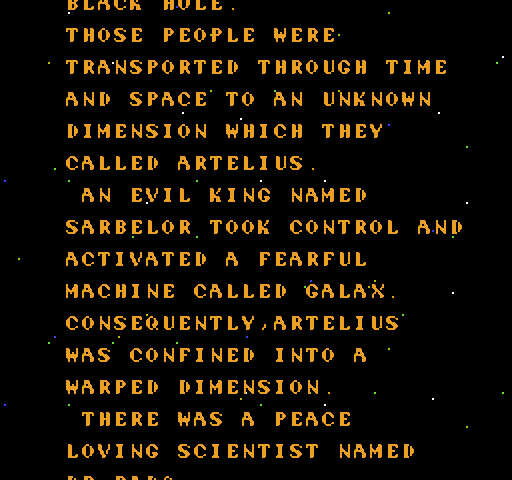 BLACK HOLE.
THOSE PEOPLE WERE
TRANSPORTED THROUGH TIME
AND SPACE TO AN UNKNOWN
DIMENSION WHICH THEY
CALLED ARTELIUS.
AN EVIL KING NAMED
SARBELOR TOOK CONTROL AND
ACTIVATED A FEARFUL
MACHINE CALLED GALAX.
CONSEQUENTLY,ARTELIUS
WAS CONFINED INTO A
WARPED DIMENSION.
THERE WAS A PEACE
LOVING SCIENTIST NAMED